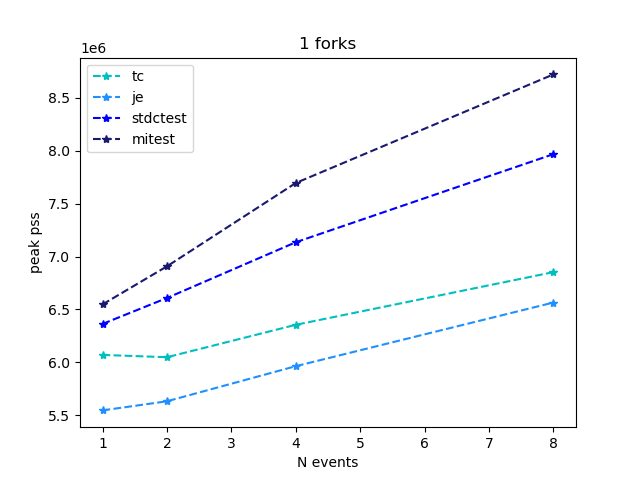 1 forks
1e6
tc
je
stdctest
mitest
8.5
8.0
7.5
7.0
6.5
6.0
5.5
peak pss
1 2 3 4 5 6 7 8
N events